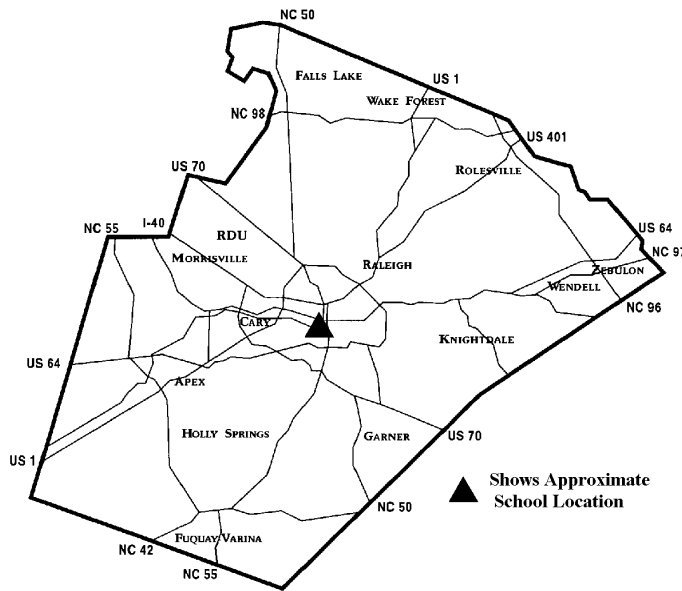 NC 50
FALLS LAKE
US 1
WAKE FOREST
NC 98
US 401
US 70
ROLESVILLE
NC 55
I-40
RDU
US 64
MORRISVILLE
RALEIGH
NC 97
ZEBULON
WENDELL
NC 96
CARY
KNIGHTDALE
US 64
APEX
HOLLY SPRINGS
GARNER
US 70
US 1
Shows Approximate
School Location
NC 50
FUQUAY VARINA
NC 42
NC 55